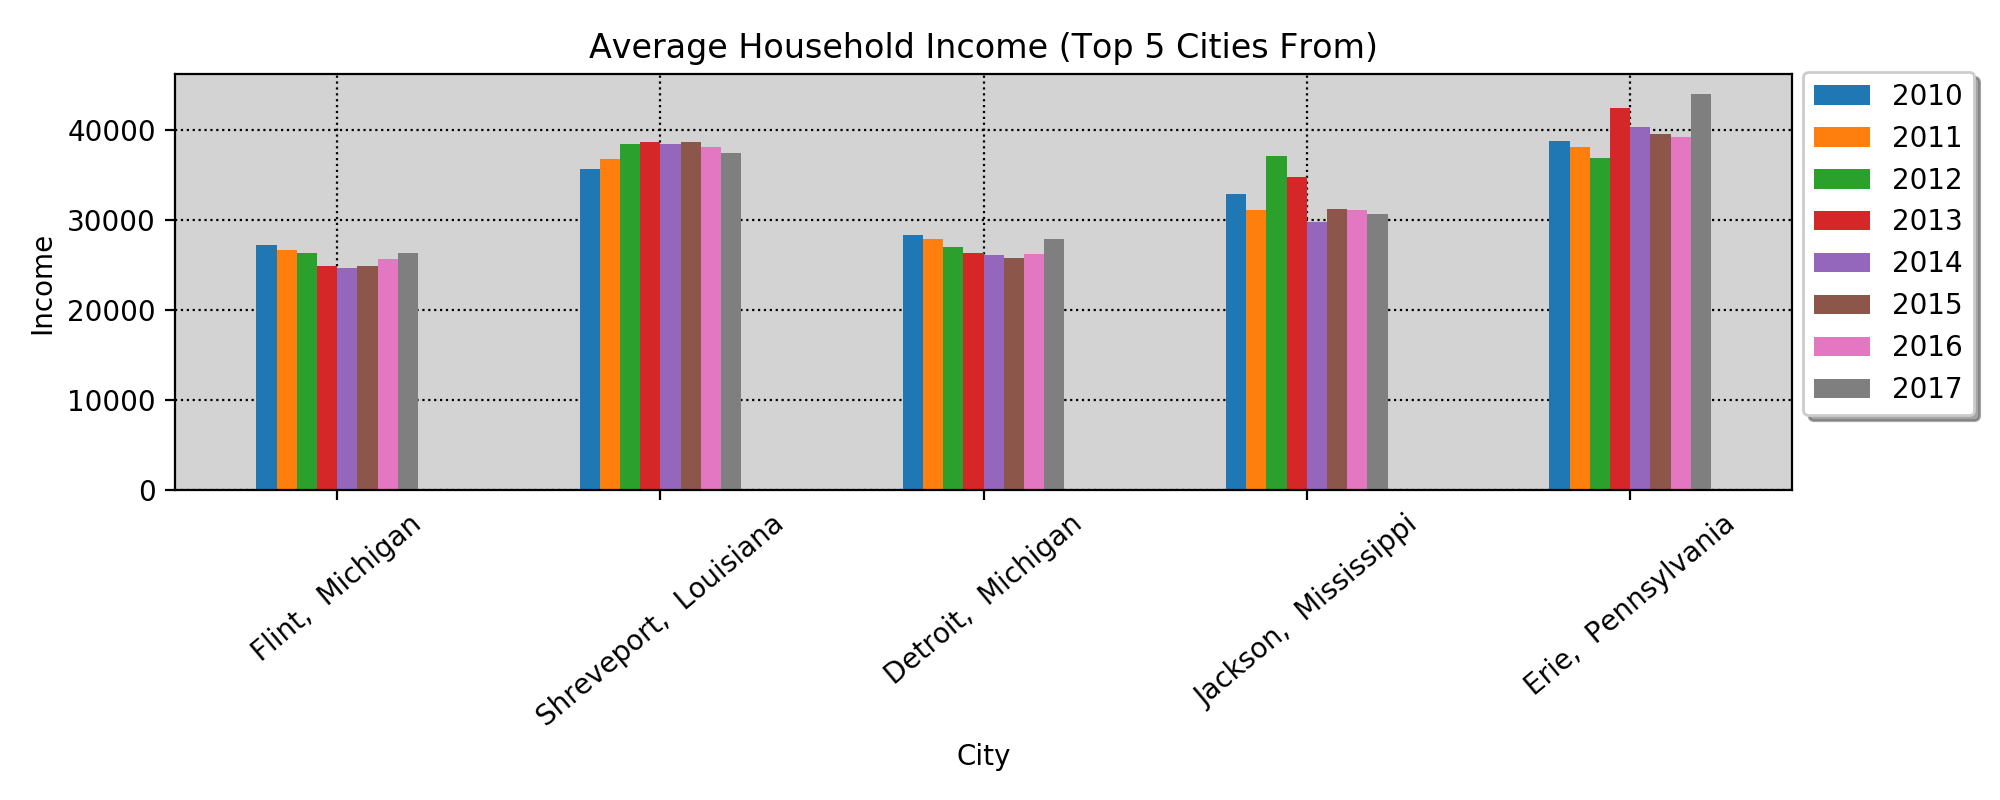 Average Household Income (Top 5 Cities From)
Income
40000
30000
20000
10000
0
Flint, Michigan
Shreveport, Louisiana
Detroit, Michigan
Jackson, Mississippi
Erie, Pennsylvania
City
2010
2011
2012
2013
2014
2015
2016
2017